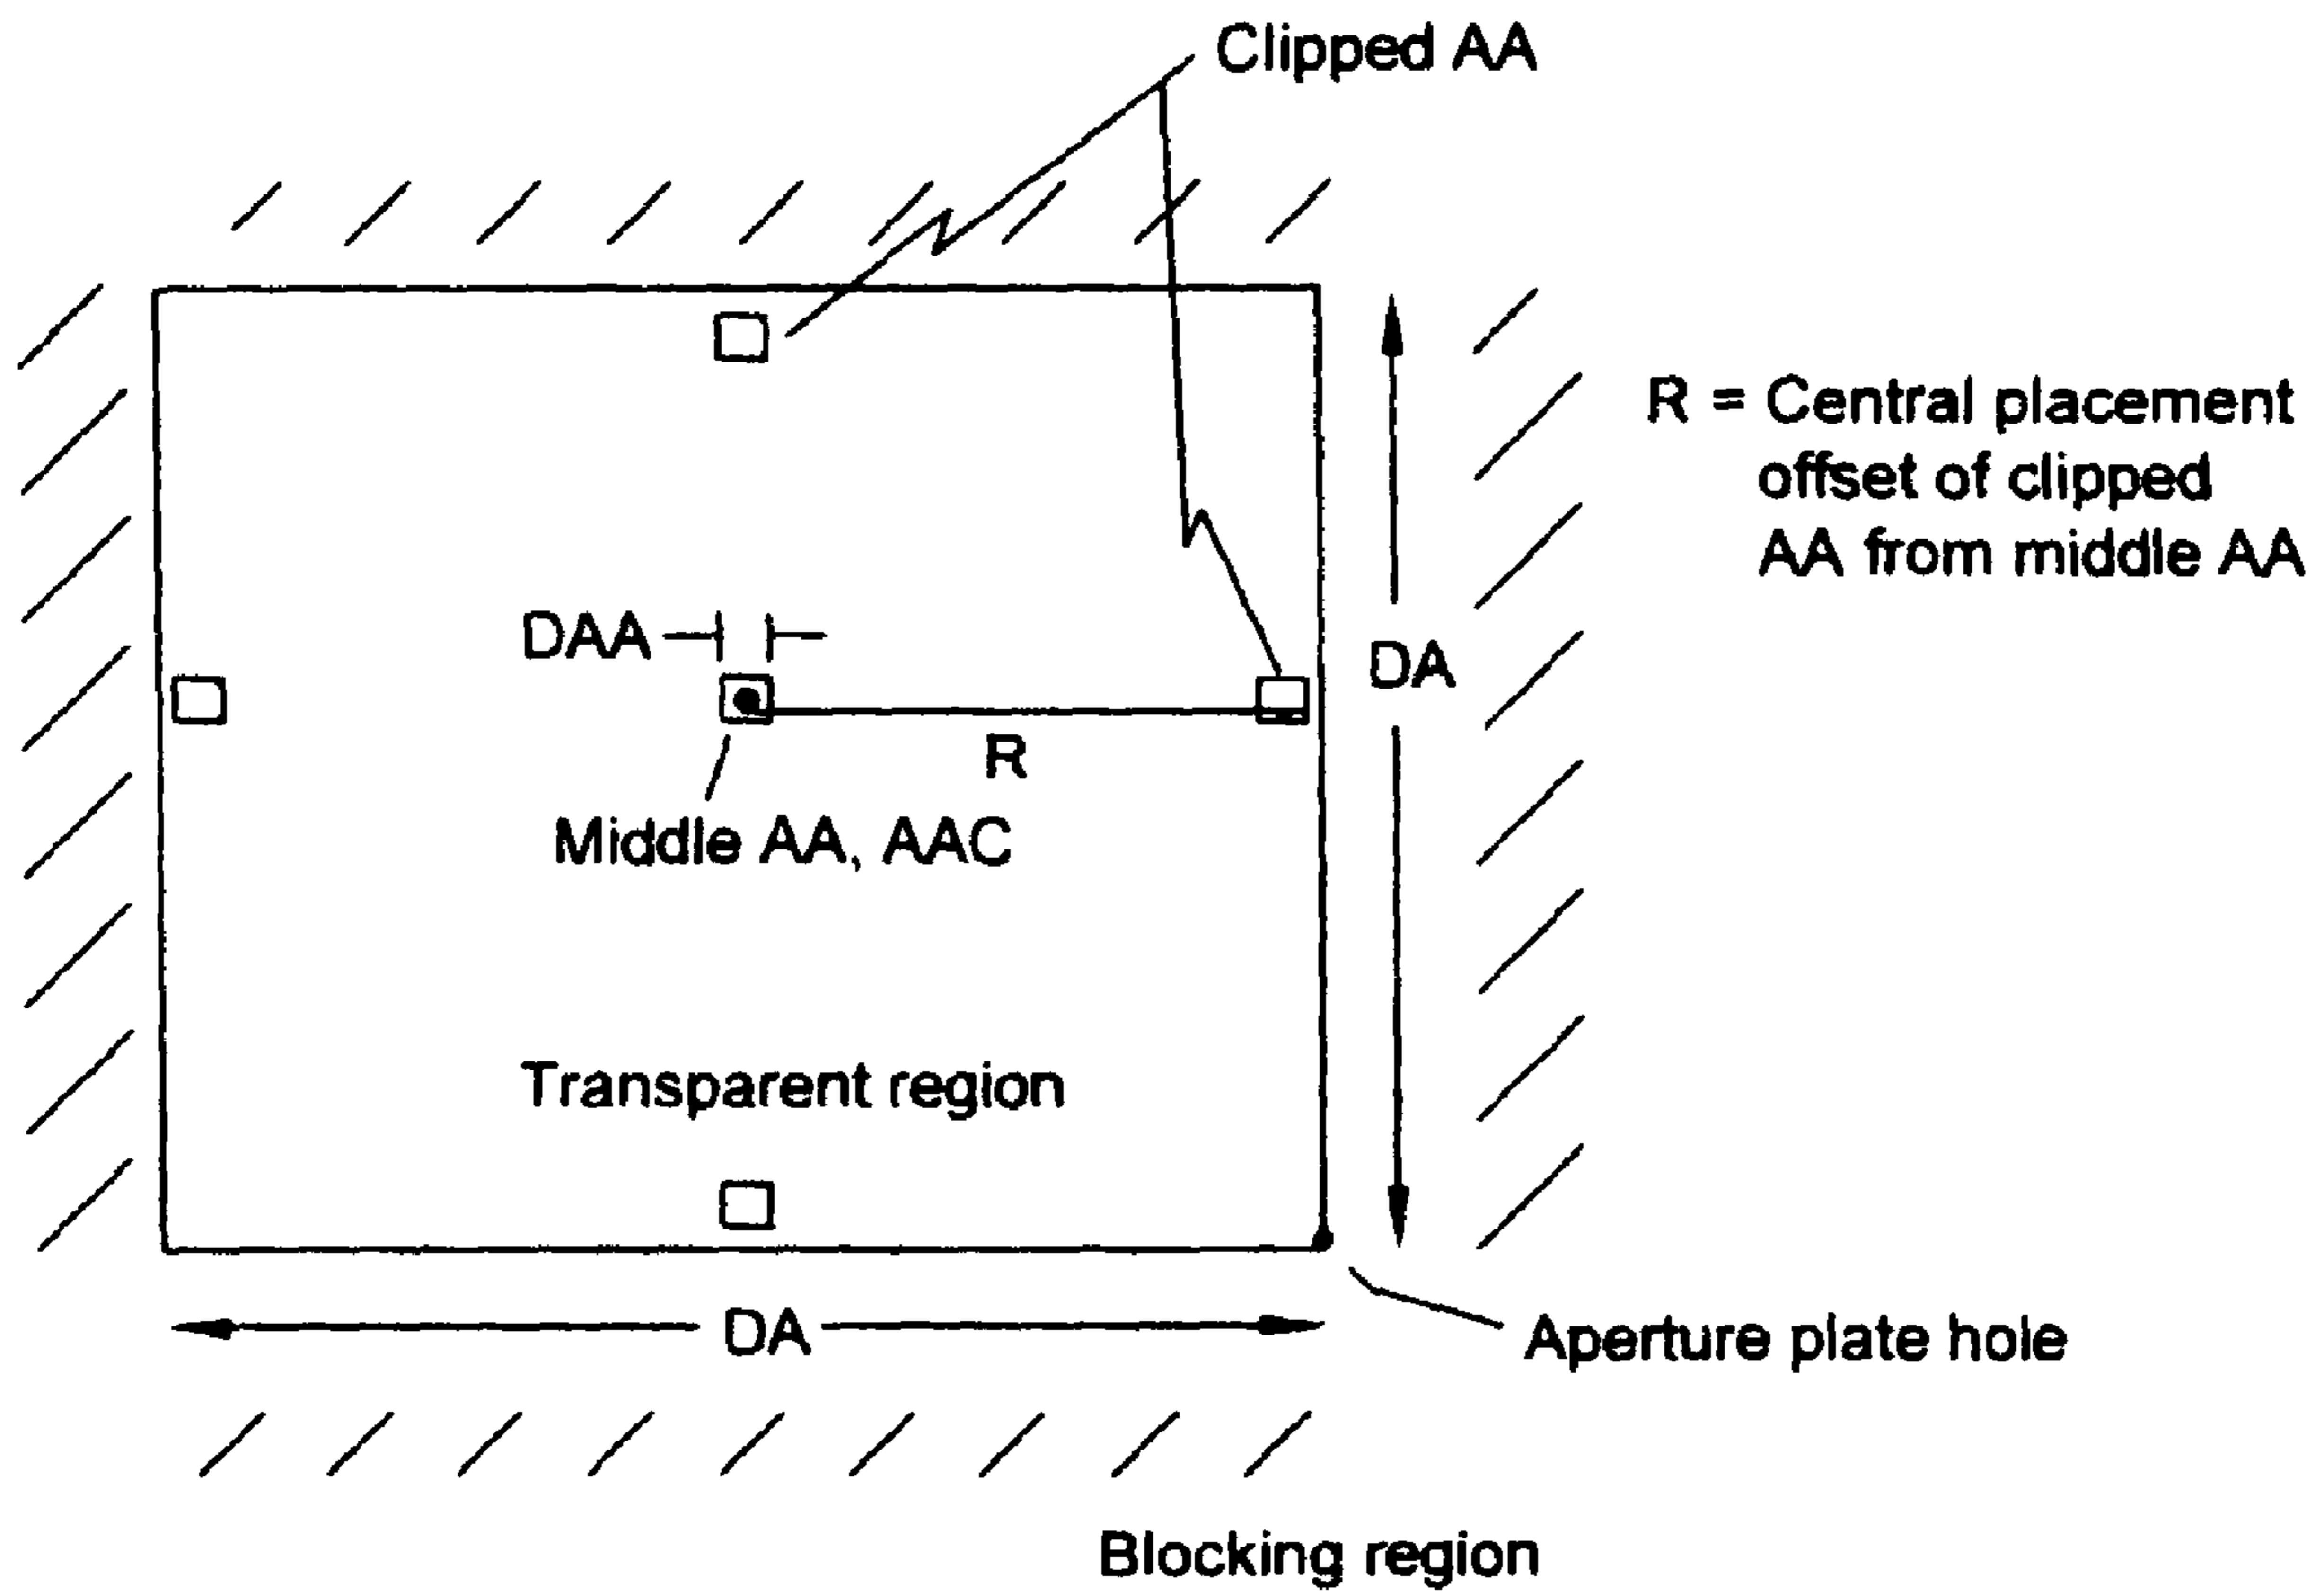 Clipped AA
R = Central placement
offset of clipped
AA from middle AA
DAA
DA
R
Middle AA, AAC
Transparent region
DA
Aperture plate hole
Blocking region